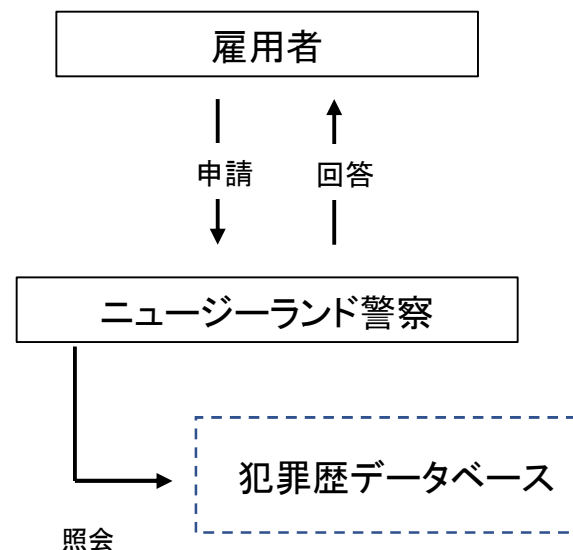 雇用者
申請
回答
ニュージーランド警察
犯罪歴データベース
照会